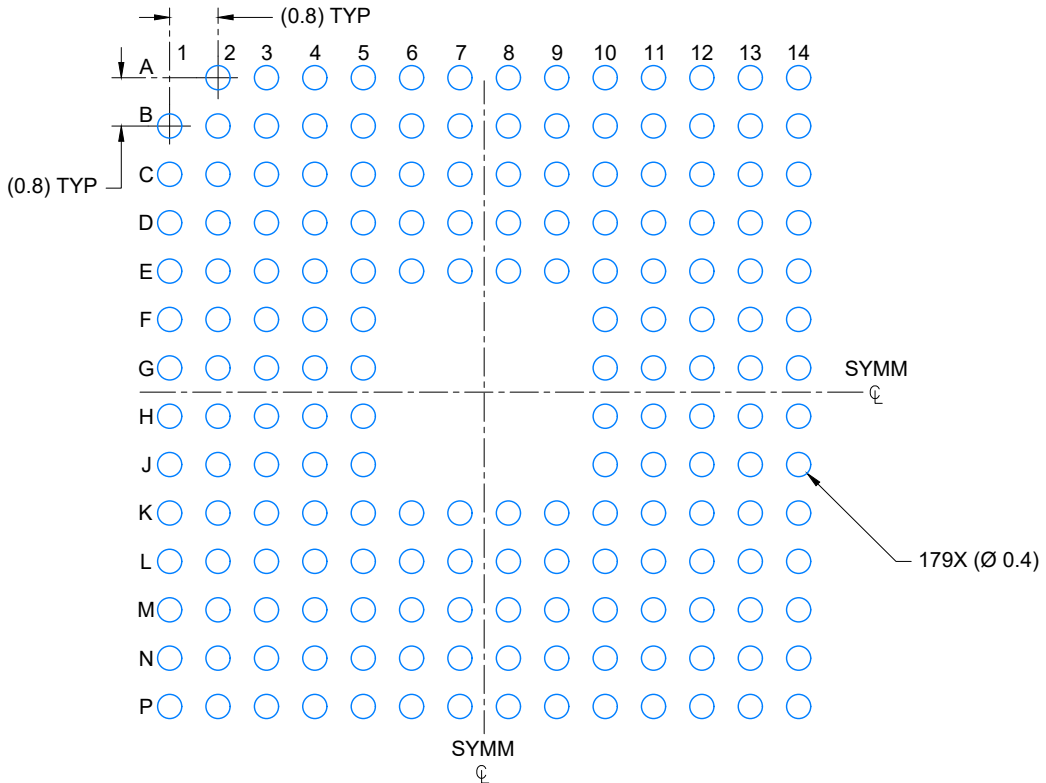 (0.8) TYP
1 2 3 4 5 6 7 8 9 10 11 12 13 14
A
B
C
(0.8) TYP
D
E
F
G
SYMM
℄
H
J
K
L
179X (Ø 0.4)
M
N
P
SYMM
℄